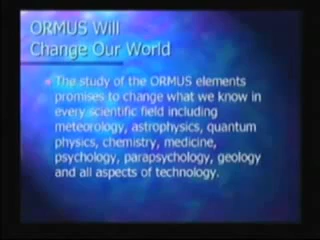 ORMUS Will
Change Our World
The study of the ORMUS elements
promises to change what we know in
every scientific field including
meteorology, astrophysics, quantum
physics, chemistry, medicine,
psychology, parapsychology, geology
and all aspects of technology.